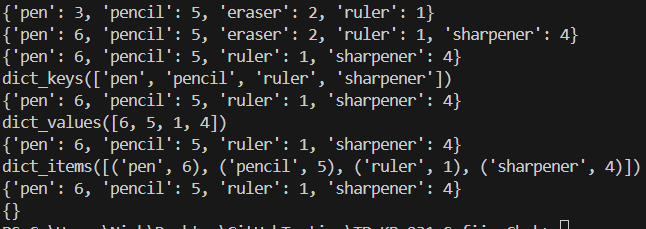 {'pen': 3, 'pencil': 5, 'eraser': 2, 'ruler': 1}
{'pen': 6, 'pencil': 5, 'eraser': 2, 'ruler': 1, 'sharpener': 4}
{'pen': 6, 'pencil': 5, 'ruler': 1, 'sharpener': 4}
dict_keys(['pen', 'pencil', 'ruler', 'sharpener'])
{'pen': 6, 'pencil': 5, 'ruler': 1, 'sharpener': 4}
dict_values([6, 5, 1, 4])
{'pen': 6, 'pencil': 5, 'ruler': 1, 'sharpener': 4}
dict_items([('pen', 6), ('pencil', 5), ('ruler', 1), ('sharpener', 4)])
{'pen': 6, 'pencil': 5, 'ruler': 1, 'sharpener': 4}
{}